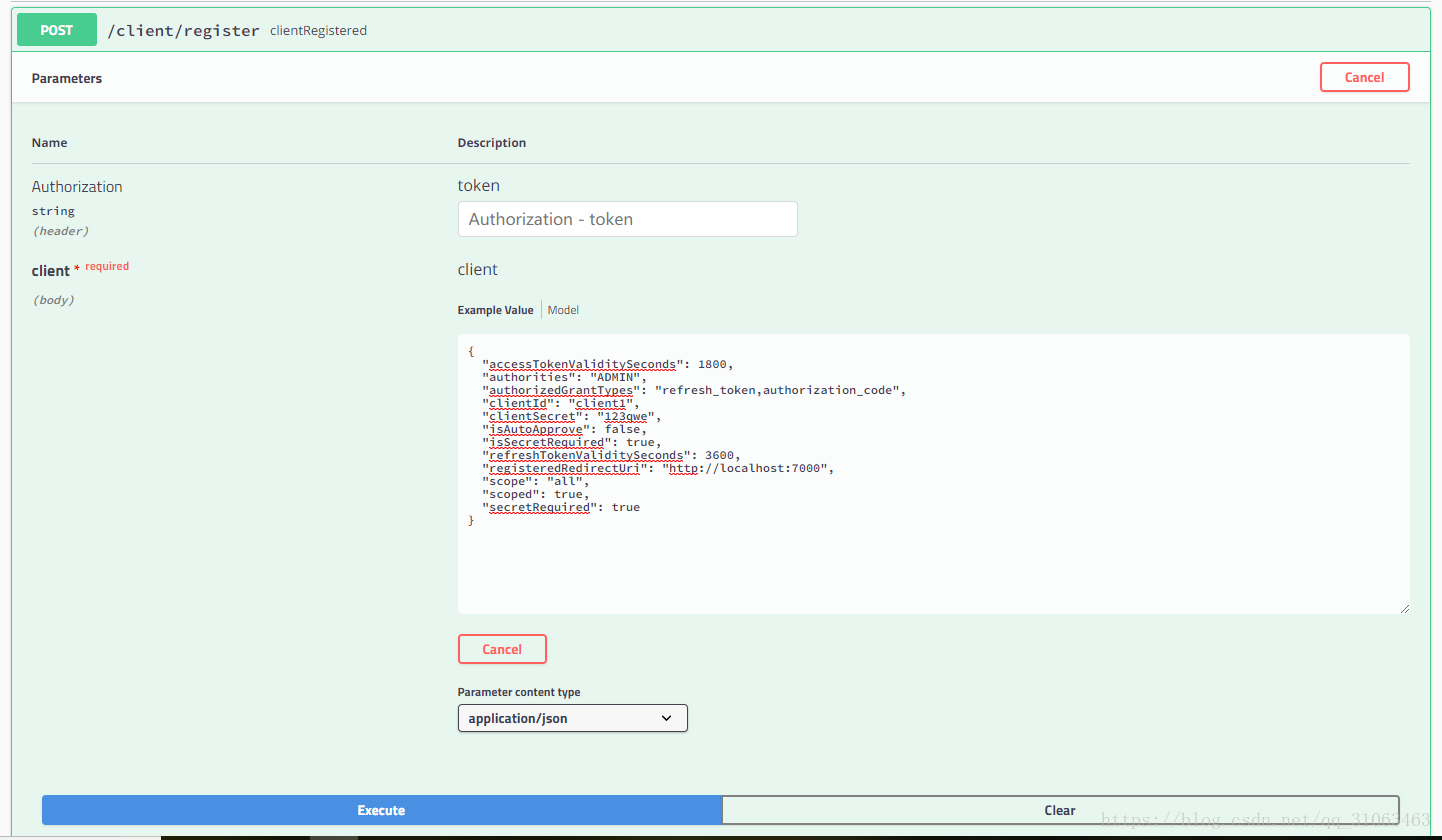 POST /client/register clientRegistered
Parameters
Cancel
Name Description
Authorization token
string
(header)
Authorization - token
client * required
(body)
client
Example Value Model
{
  "accessTokenValiditySeconds": 1800,
  "authorities": "ADMIN",
  "authorizedGrantTypes": "refresh_token,authorization_code",
  "clientId": "client1",
  "clientSecret": "123qwe",
  "isAutoApprove": false,
  "isSecretRequired": true,
  "refreshTokenValiditySeconds": 3600,
  "registeredRedirectUri": "http://localhost:7000",
  "scope": "all",
  "scoped": true,
  "secretRequired": true
}
Cancel
Parameter content type
application/json
Execute Clear
https://blog.csdn.net/qq_31063463